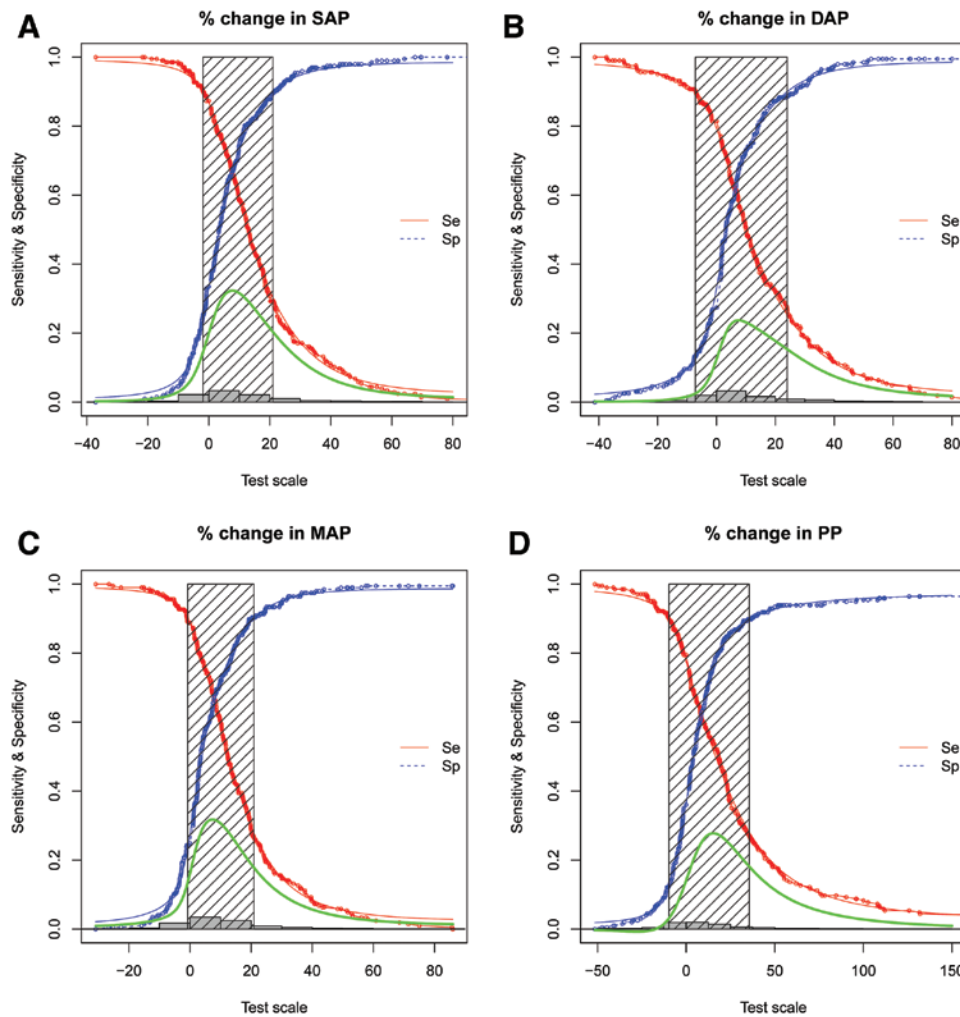 A
% change in SAP
Sensitivity & Specificity
1.0
0.8
0.6
0.4
0.2
0.0
Se
Sp
−40 −20 0 20 40 60 80
Test scale
B
% change in DAP
Sensitivity & Specificity
1.0
0.8
0.6
0.4
0.2
0.0
Se
Sp
−40 −20 0 20 40 60 80
Test scale
C
% change in MAP
Sensitivity & Specificity
1.0
0.8
0.6
0.4
0.2
0.0
Se
Sp
−20 0 20 40 60 80
Test scale
D
% change in PP
Sensitivity & Specificity
1.0
0.8
0.6
0.4
0.2
0.0
Se
Sp
−50 0 50 100 150
Test scale